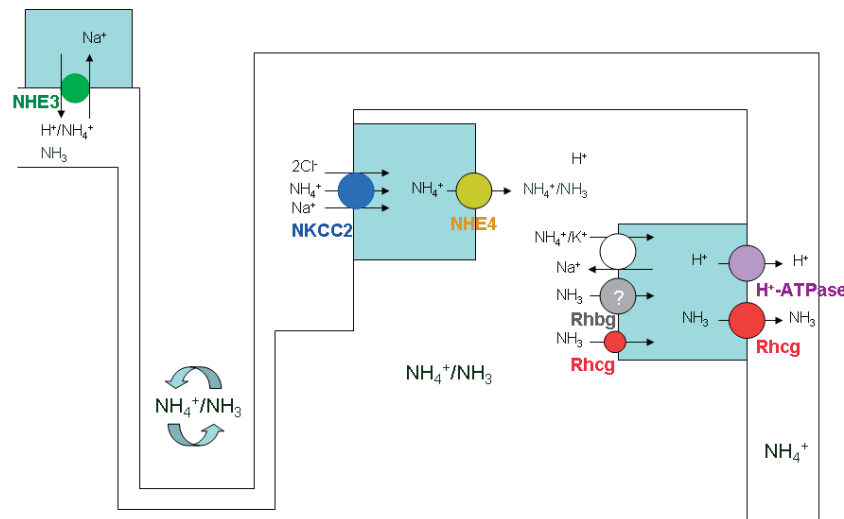 Na⁺
NHE3
H⁺/NH₄⁺
NH₃
2Cl⁻
NH₄⁺
Na⁺
NKCC2
NH₄⁺
NHE4
H⁺
NH₄⁺/NH₃
NH₄⁺/K⁺
Na⁺
NH₃
?
Rhbg
NH₃
Rhcg
H⁺
H⁺
H⁺-ATPase
NH₃
NH₃
Rhcg
NH₄⁺/NH₃
NH₄⁺/NH₃
NH₄⁺